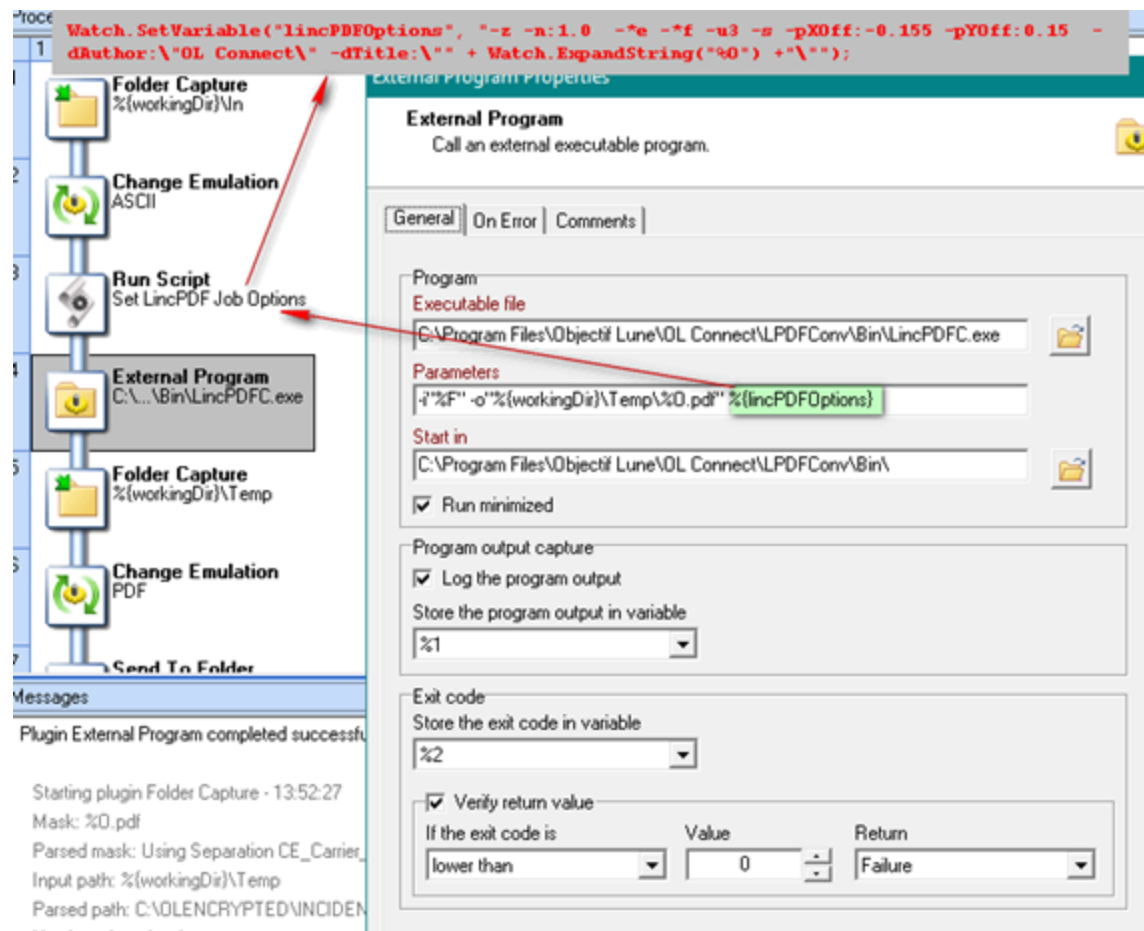 Proce
Watch.SetVariable("lincPDFOptions", "-z -n:1.0 -*e -*f -u3 -s -pXOff:-0.155 -pYOff:0.15 -
dAuthor:\"OL Connect\" -dTitle:\"" + Watch.ExpandString("%O") +"\"");
1
Folder Capture
%{workingDir}\In
2
Change Emulation
ASCII
3
Run Script
Set LincPDF Job Options
4
External Program
C:\...\Bin\LincPDFC.exe
5
Folder Capture
%{workingDir}\Temp
6
Change Emulation
PDF
7
Send To Folder
Messages
Plugin External Program completed successfu
Starting plugin Folder Capture - 13:52:27
Mask: %O.pdf
Parsed mask: Using Separation CE_Carrier_
Input path: %{workingDir}\Temp
Parsed path: C:\OLENCRYPTED\INCIDEN
External Program Properties
External Program
Call an external executable program.
General
On Error
Comments
Program
Executable file
C:\Program Files\Objectif Lune\OL Connect\LPDFConv\Bin\LincPDFC.exe
Parameters
-i"%F" -o"%{workingDir}\Temp\%O.pdf" %{lincPDFOptions}
Start in
C:\Program Files\Objectif Lune\OL Connect\LPDFConv\Bin\
Run minimized
Program output capture
Log the program output
Store the program output in variable
%1
Exit code
Store the exit code in variable
%2
Verify return value
If the exit code is
Value
Return
lower than
0
Failure